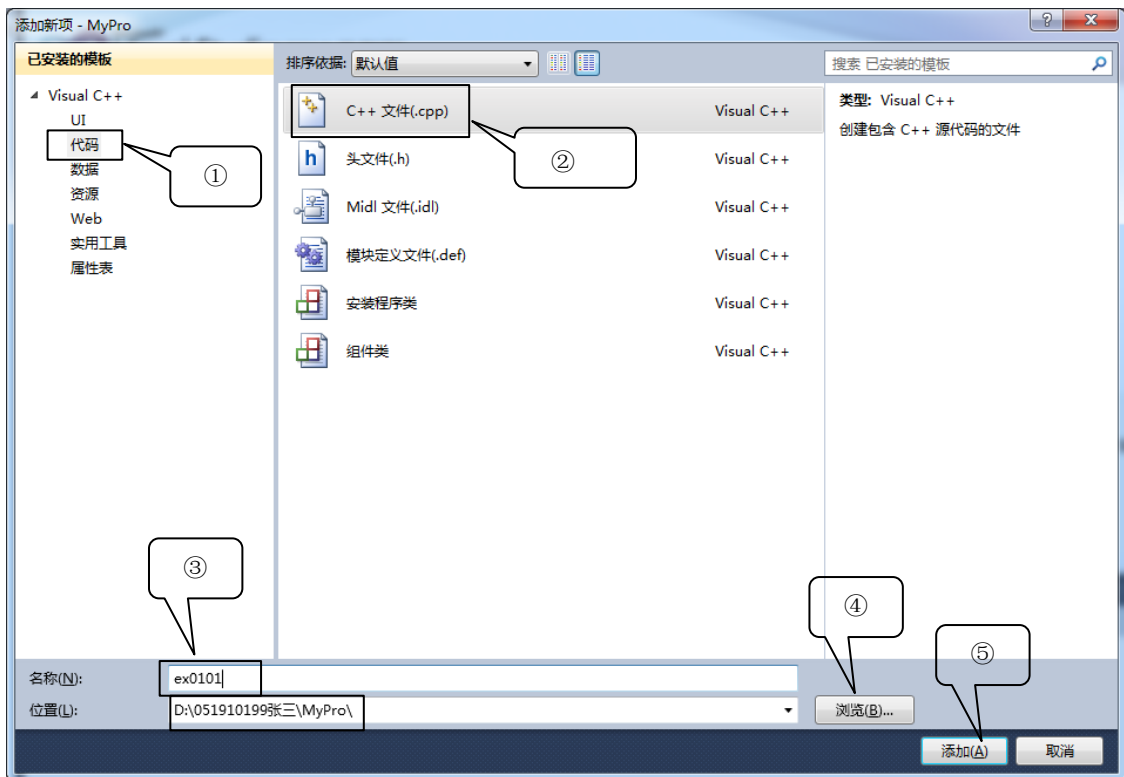 添加新项 - MyPro
已安装的模板
排序依据: 默认值
搜索 已安装的模板
Visual C++
UI
代码
数据
资源
Web
实用工具
属性表
①
C++ 文件(.cpp) Visual C++
②
头文件(.h) Visual C++
Midl 文件(.idl) Visual C++
模块定义文件(.def) Visual C++
安装程序类 Visual C++
组件类 Visual C++
类型: Visual C++
创建包含 C++ 源代码的文件
③
④
⑤
名称(N): ex0101
位置(L): D:\051910199张三\MyPro\
浏览(B)...
添加(A) 取消